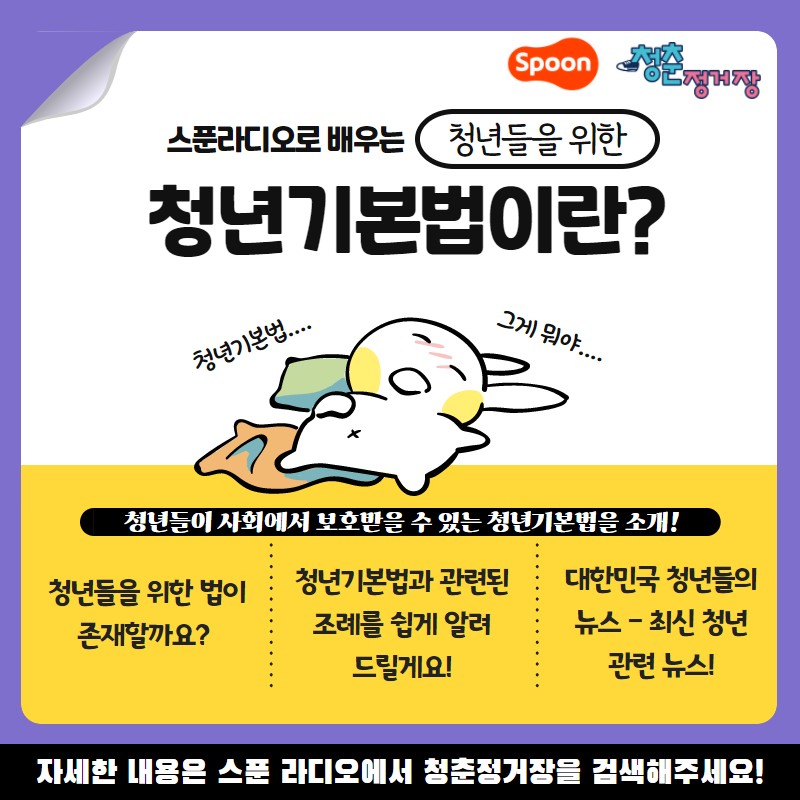 Spoon
청춘
정거장
스푼라디오로 배우는 청년들을 위한
청년기본법이란?
청년기본법....
그게 뭐야....
청년들이 사회에서 보호받을 수 있는 청년기본법을 소개!
청년들을 위한 법이
존재할까요?
청년기본법과 관련된
조례를 쉽게 알려
드릴게요!
대한민국 청년들의
뉴스 - 최신 청년
관련 뉴스!
자세한 내용은 스푼 라디오에서 청춘정거장을 검색해주세요!